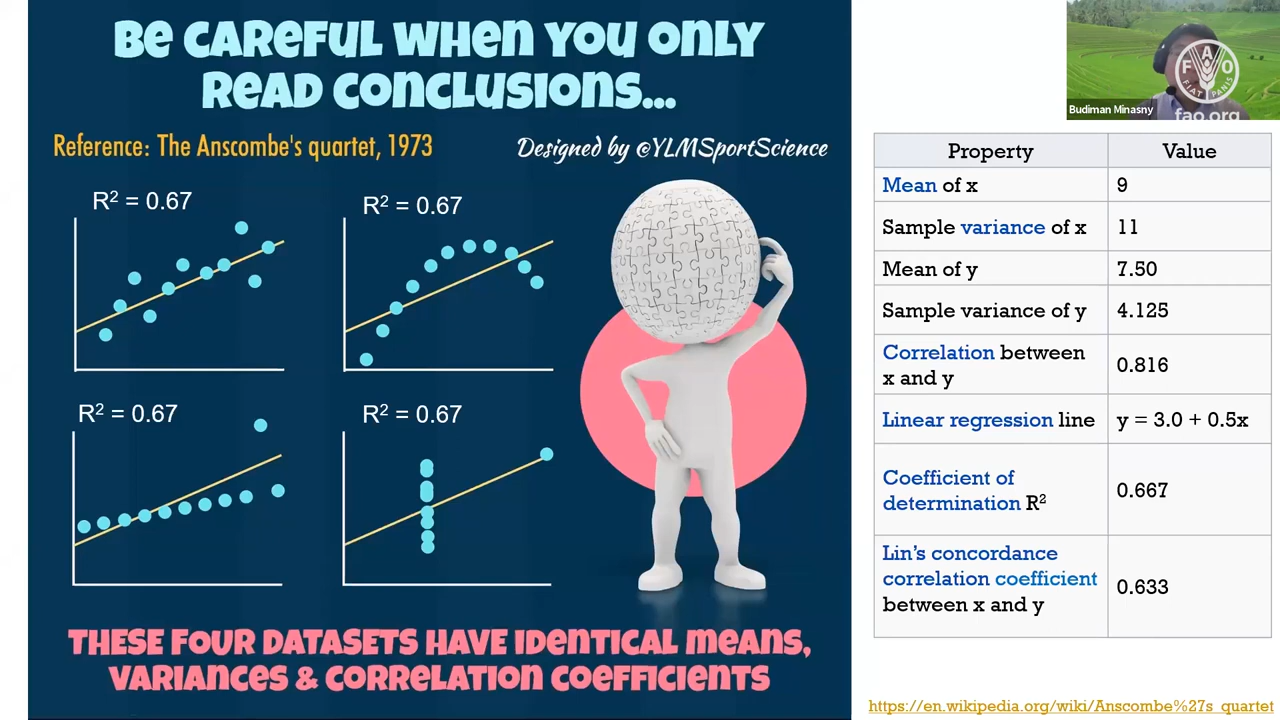 BE CAREFUL WHEN YOU ONLY
READ CONCLUSIONS...
Reference: The Anscombe's quartet, 1973
Designed by @YLMSportScience
R² = 0.67
R² = 0.67
R² = 0.67
R² = 0.67
THESE FOUR DATASETS HAVE IDENTICAL MEANS,
VARIANCES & CORRELATION COEFFICIENTS
FAO
FIAT PANIS
Budiman Minasny
fao.org
Property Value
Mean of x 9
Sample variance of x 11
Mean of y 7.50
Sample variance of y 4.125
Correlation between
x and y 0.816
Linear regression line y = 3.0 + 0.5x
Coefficient of
determination R² 0.667
Lin's concordance
correlation coefficient
between x and y 0.633
https://en.wikipedia.org/wiki/Anscombe%27s_quartet